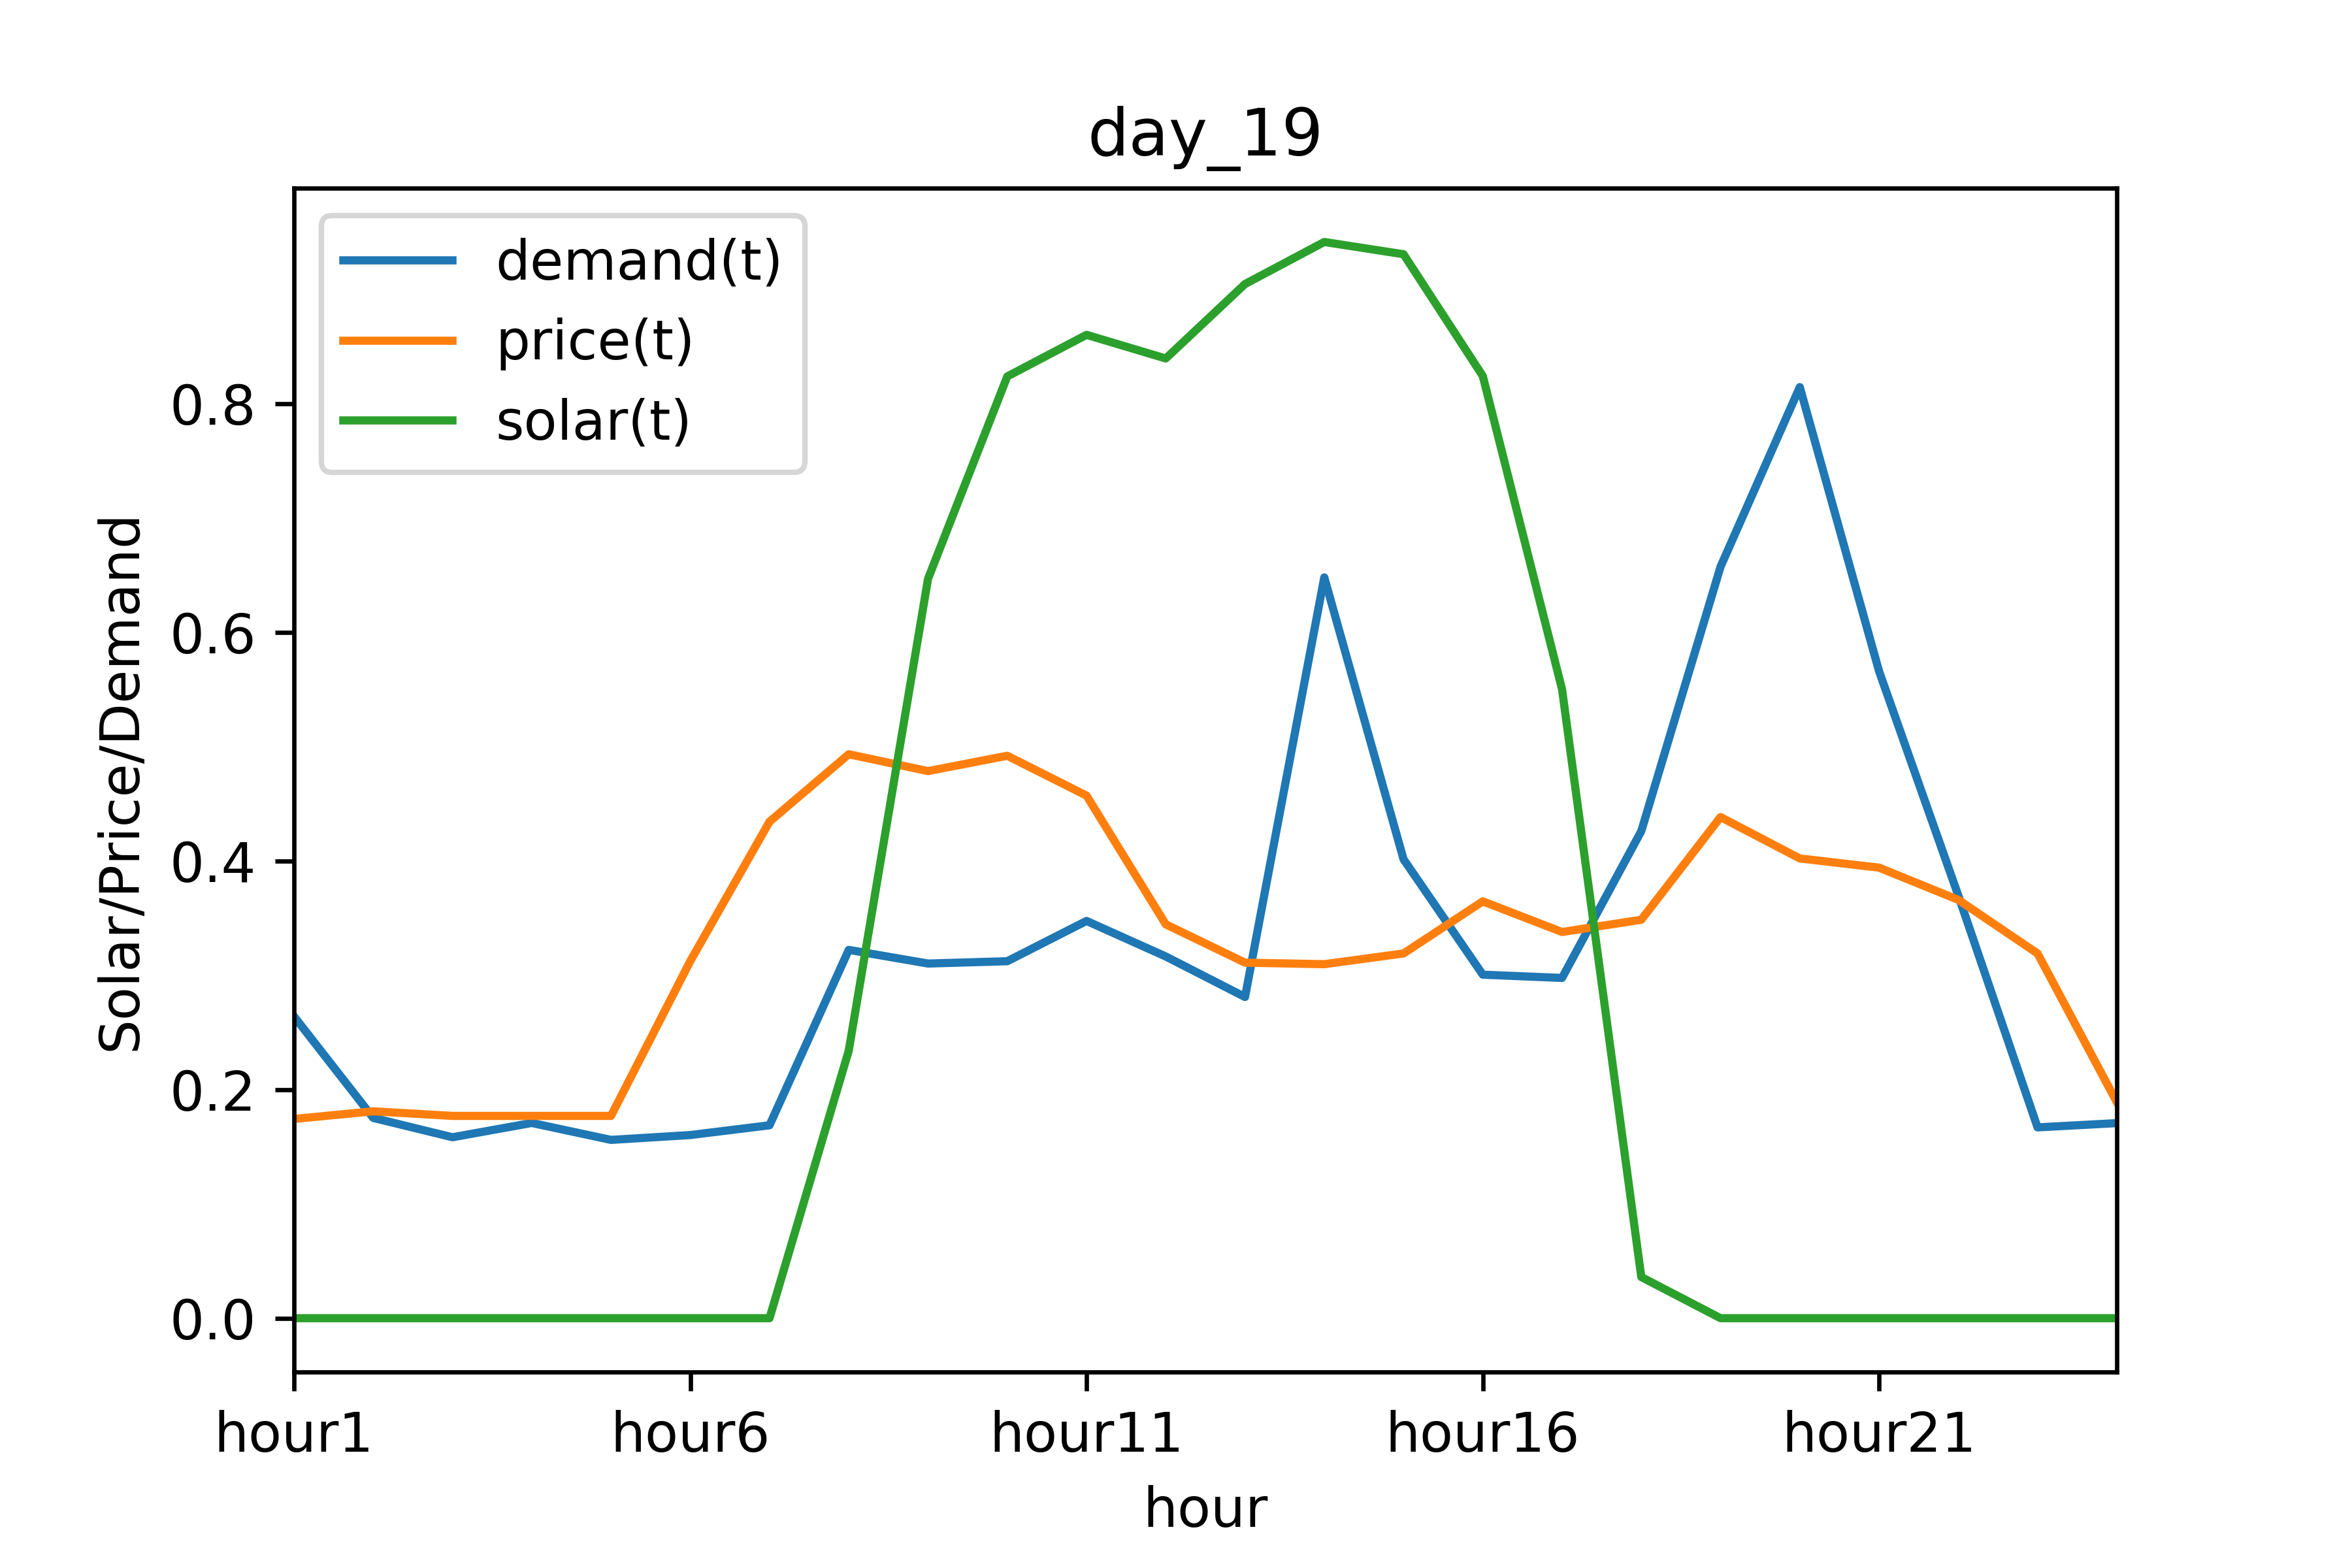 day_19
demand(t)
price(t)
solar(t)
Solar/Price/Demand
0.8
0.6
0.4
0.2
0.0
hour1 hour6 hour11 hour16 hour21
hour